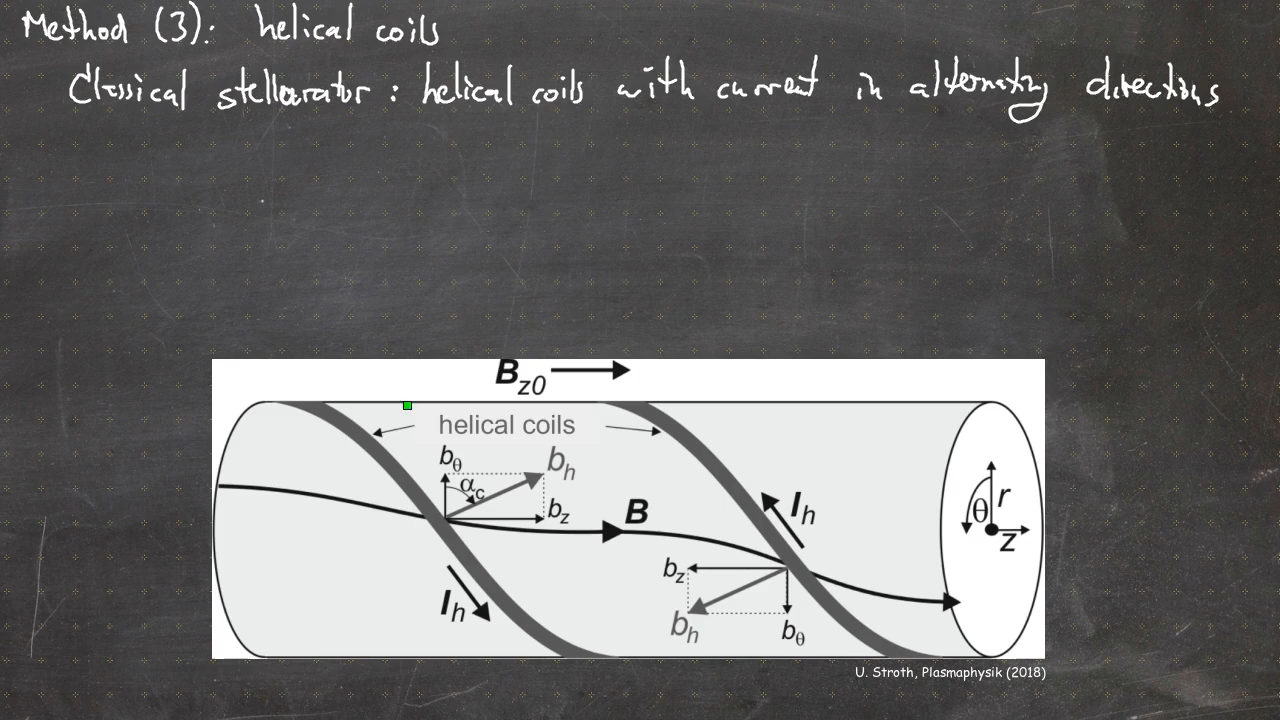 Method (3): helical coils
Classical stellarator: helical coils with current in alternating directions
B_z0
helical coils
b_θ
b_h
α_c
b_z
B
I_h
r
θ
z
b_z
I_h
b_h
b_θ
U. Stroth, Plasmaphysik (2018)